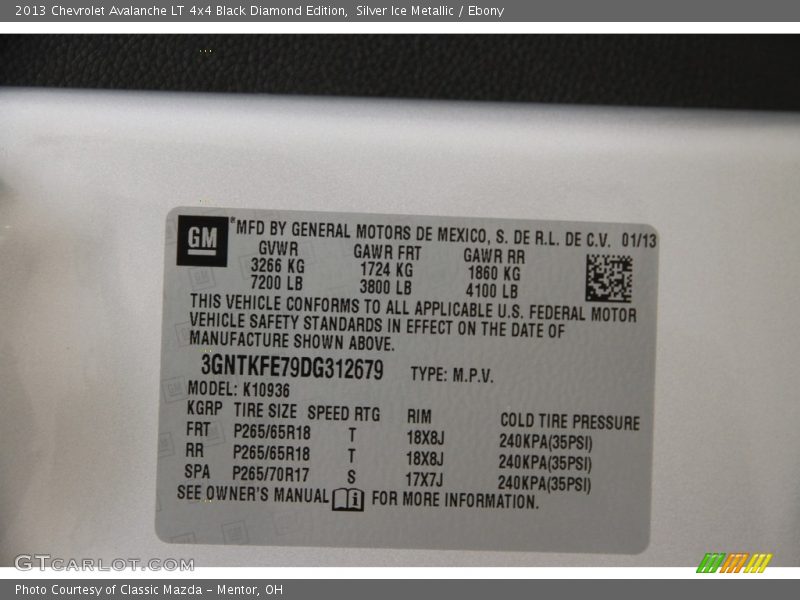 2013 Chevrolet Avalanche LT 4x4 Black Diamond Edition,  Silver Ice Metallic / Ebony
GM ® MFD BY GENERAL MOTORS DE MEXICO, S. DE R.L. DE C.V. 01/13
GVWR GAWR FRT GAWR RR
3266 KG 1724 KG 1860 KG
7200 LB 3800 LB 4100 LB
THIS VEHICLE CONFORMS TO ALL APPLICABLE U.S. FEDERAL MOTOR
VEHICLE SAFETY STANDARDS IN EFFECT ON THE DATE OF
MANUFACTURE SHOWN ABOVE.
3GNTKFE79DG312679 TYPE: M.P.V.
MODEL: K10936
KGRP TIRE SIZE SPEED RTG RIM COLD TIRE PRESSURE
FRT P265/65R18 T 18X8J 240KPA(35PSI)
RR P265/65R18 T 18X8J 240KPA(35PSI)
SPA P265/70R17 S 17X7J 240KPA(35PSI)
SEE OWNER'S MANUAL i FOR MORE INFORMATION.
GTCARLOT.COM
Photo Courtesy of Classic Mazda - Mentor, OH